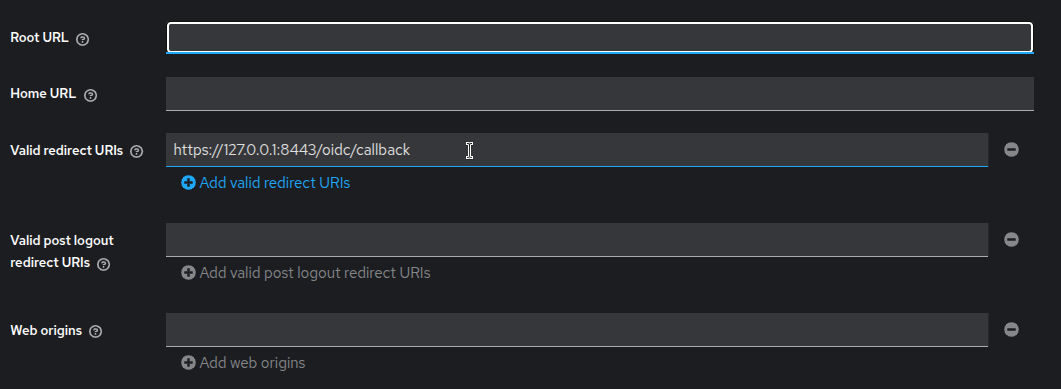 Root URL
Home URL
Valid redirect URIs
https://127.0.0.1:8443/oidc/callback
Add valid redirect URIs
Valid post logout
redirect URIs
Add valid post logout redirect URIs
Web origins
Add web origins